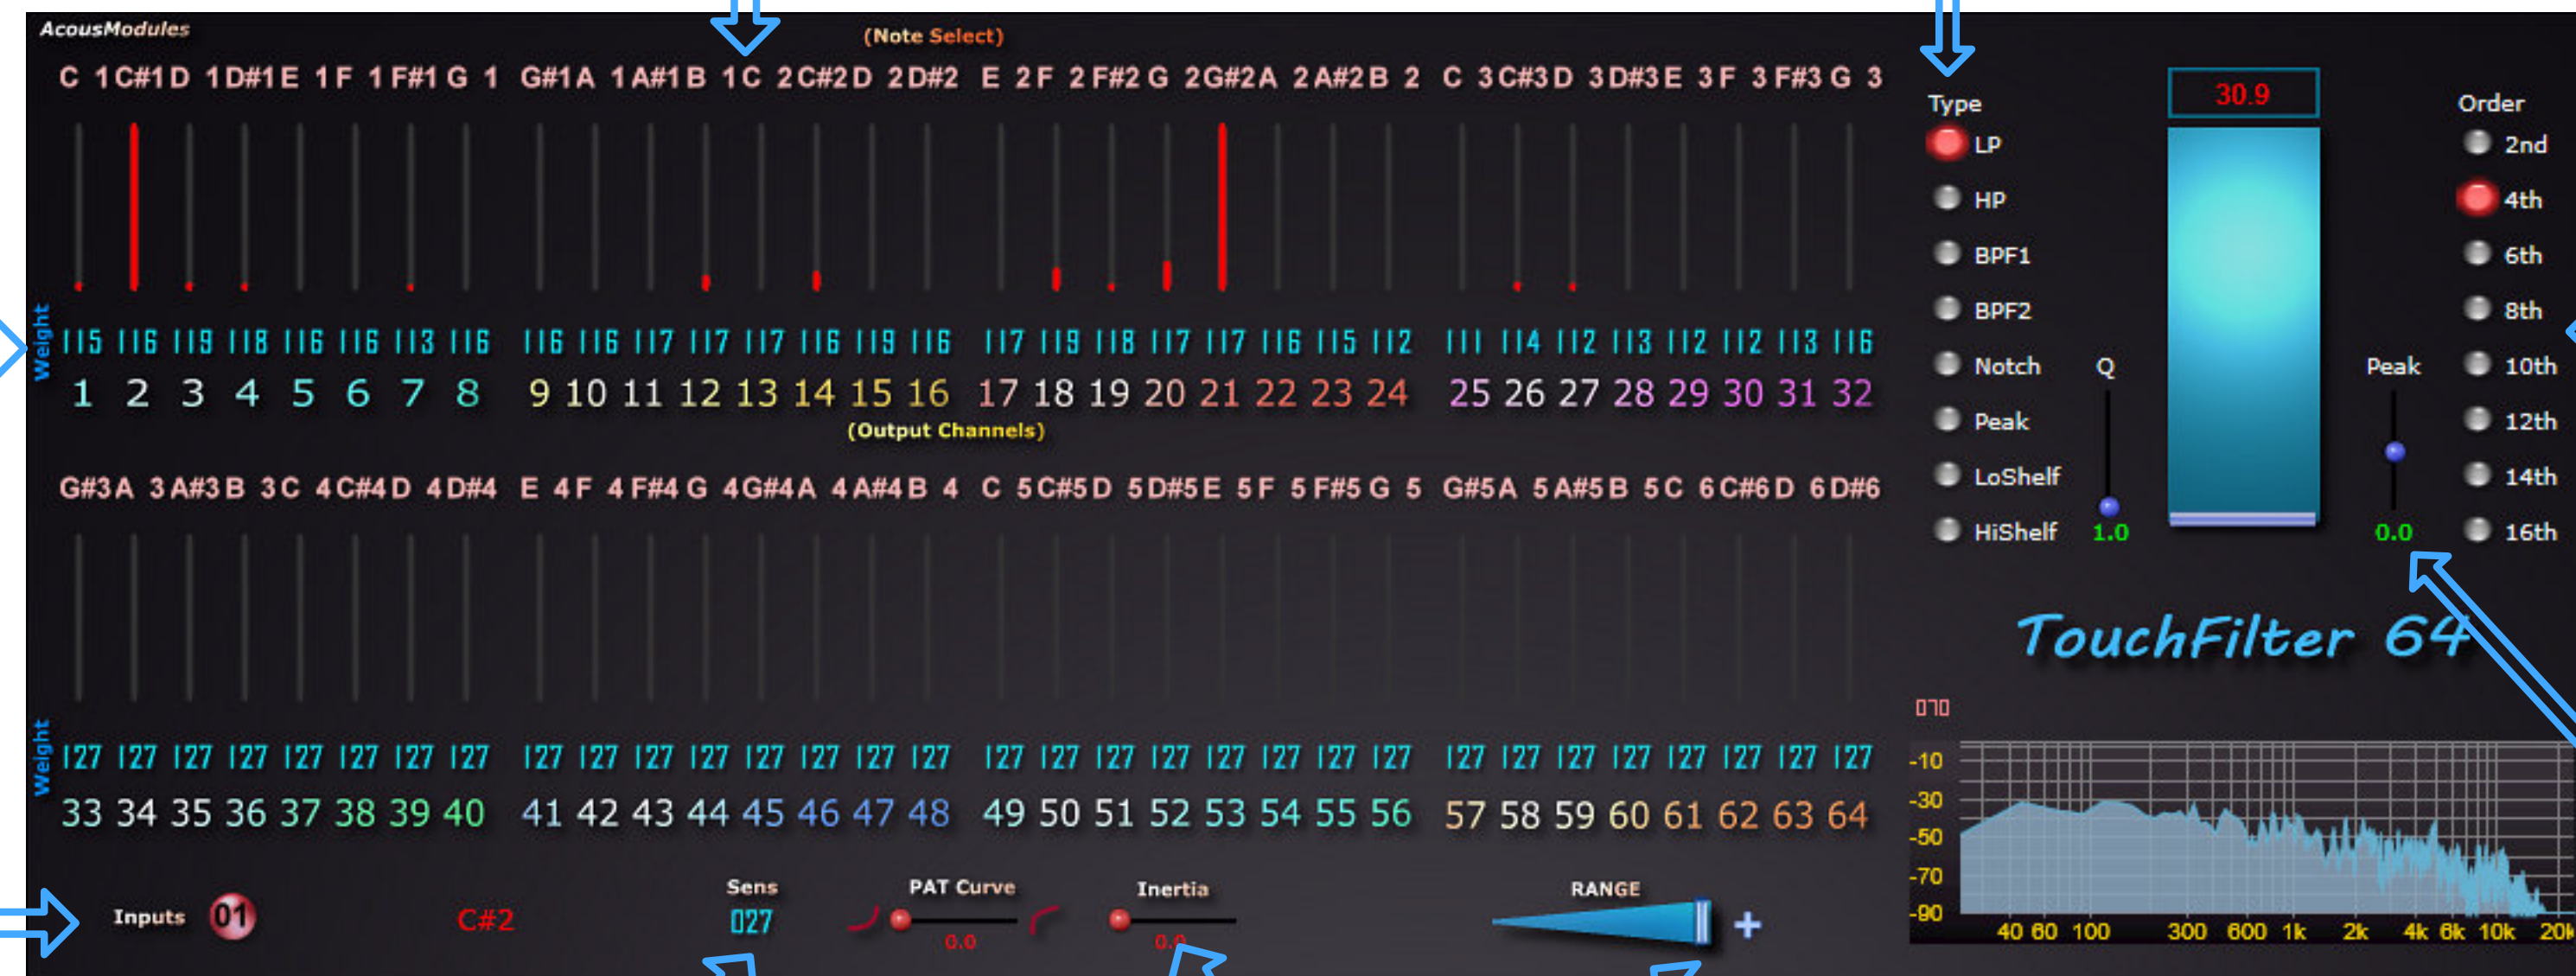 AcousModules
(Note Select)
C 1 C#1 D 1 D#1 E 1 F 1 F#1 G 1 G#1 A 1 A#1 B 1 C 2 C#2 D 2 D#2 E 2 F 2 F#2 G 2 G#2 A 2 A#2 B 2 C 3 C#3 D 3 D#3 E 3 F 3 F#3 G 3
Weight
115 116 119 118 116 116 113 116 116 116 117 117 117 116 119 116 117 119 118 117 117 116 115 112 111 114 112 113 112 112 113 116
1 2 3 4 5 6 7 8 9 10 11 12 13 14 15 16 17 18 19 20 21 22 23 24 25 26 27 28 29 30 31 32
(Output Channels)
G#3 A 3 A#3 B 3 C 4 C#4 D 4 D#4 E 4 F 4 F#4 G 4 G#4 A 4 A#4 B 4 C 5 C#5 D 5 D#5 E 5 F 5 F#5 G 5 G#5 A 5 A#5 B 5 C 6 C#6 D 6 D#6
Weight
127 127 127 127 127 127 127 127 127 127 127 127 127 127 127 127 127 127 127 127 127 127 127 127 127 127 127 127 127 127 127 127
33 34 35 36 37 38 39 40 41 42 43 44 45 46 47 48 49 50 51 52 53 54 55 56 57 58 59 60 61 62 63 64
Inputs 01
C#2
Sens
027
PAT Curve
0.0
Inertia
0.0
RANGE
+
Type
LP
HP
BPF1
BPF2
Notch
Peak
LoShelf
HiShelf
Q
1.0
30.9
Peak
0.0
Order
2nd
4th
6th
8th
10th
12th
14th
16th
TouchFilter 64
070
-10
-30
-50
-70
-90
40 60 100 300 600 1k 2k 4k 6k 10k 20k